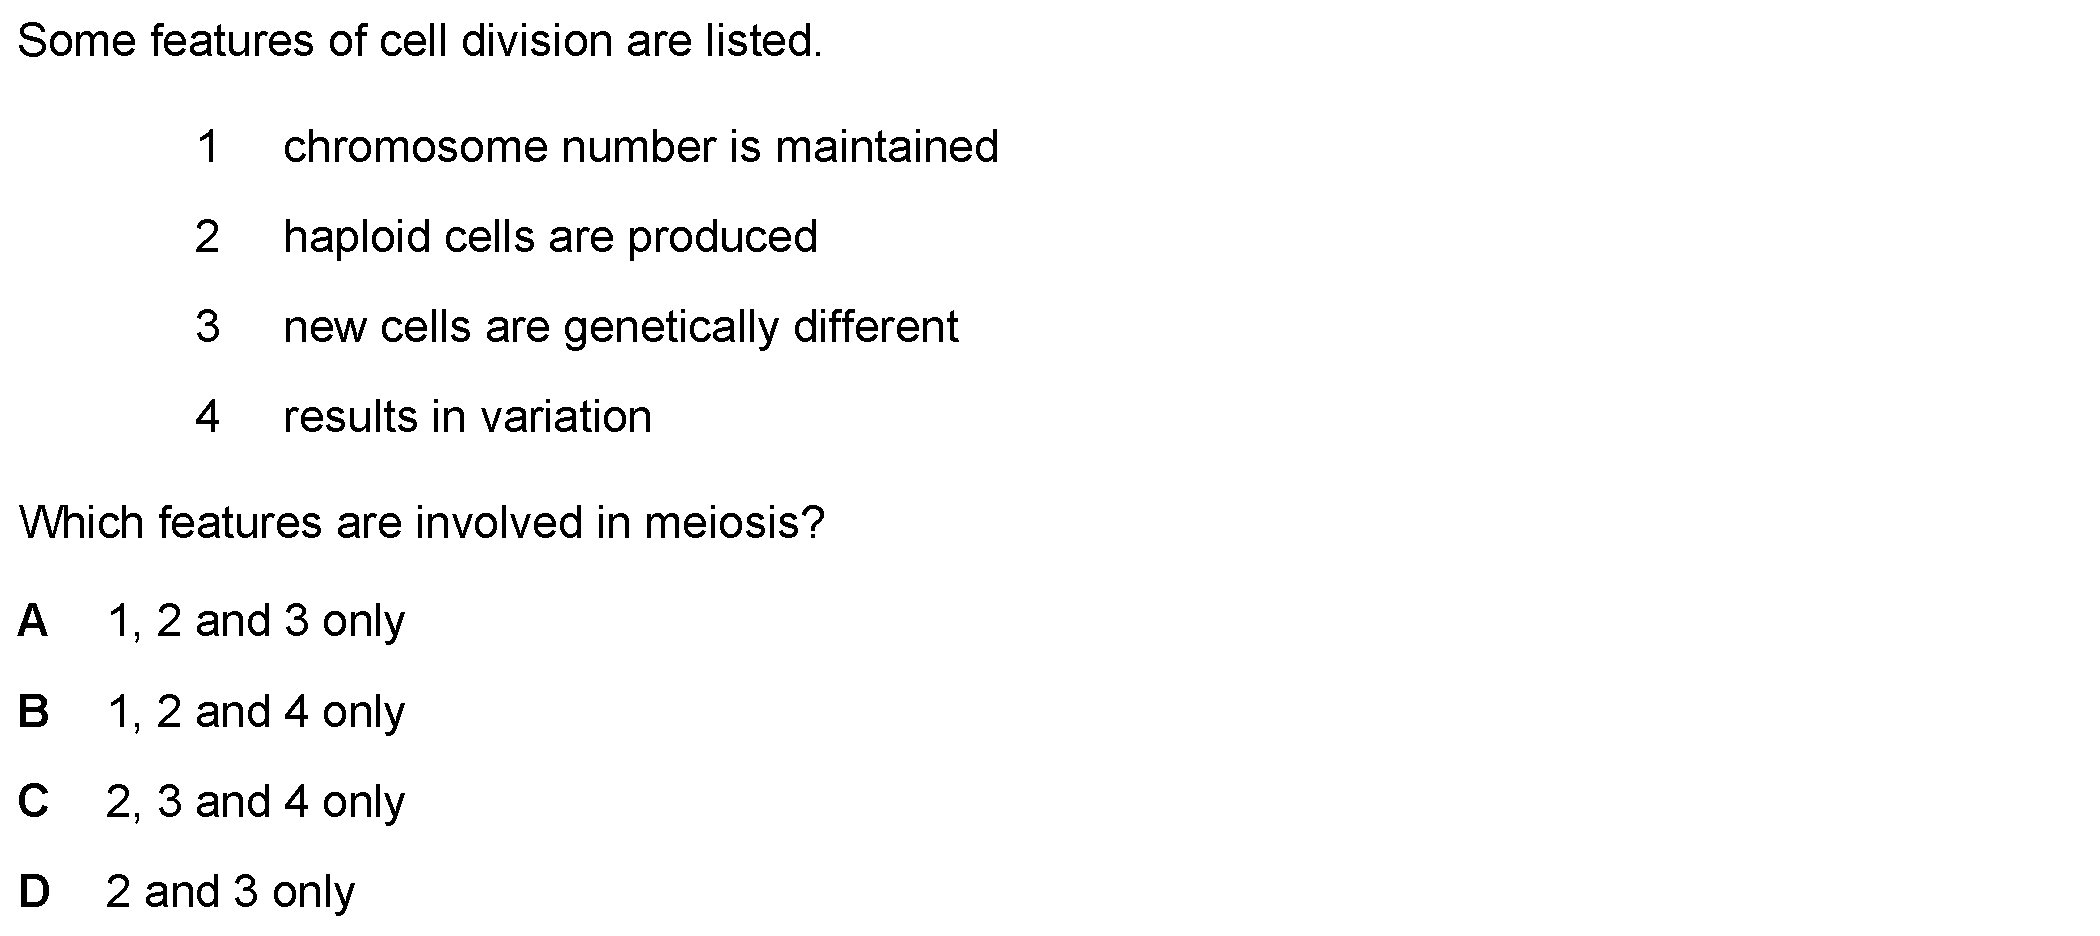 Some features of cell division are listed.
1 chromosome number is maintained
2 haploid cells are produced
3 new cells are genetically different
4 results in variation
Which features are involved in meiosis?
A 1, 2 and 3 only
B 1, 2 and 4 only
C 2, 3 and 4 only
D 2 and 3 only